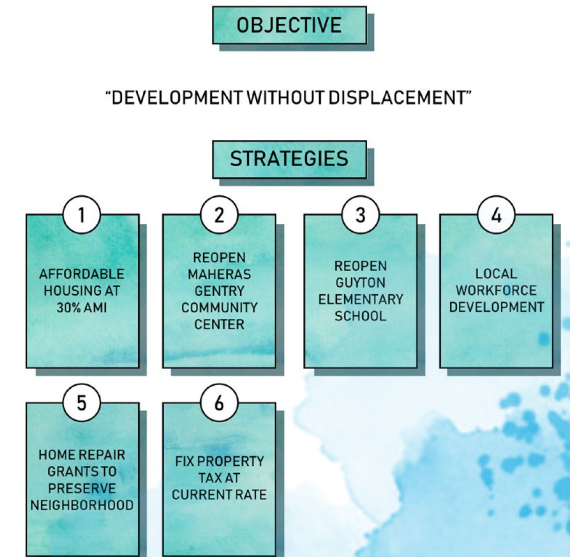 OBJECTIVE
"DEVELOPMENT WITHOUT DISPLACEMENT"
STRATEGIES
1
AFFORDABLE
HOUSING AT
30% AMI
2
REOPEN
MAHERAS
GENTRY
COMMUNITY
CENTER
3
REOPEN
GUYTON
ELEMENTARY
SCHOOL
4
LOCAL
WORKFORCE
DEVELOPMENT
5
HOME REPAIR
GRANTS TO
PRESERVE
NEIGHBORHOOD
6
FIX PROPERTY
TAX AT
CURRENT RATE